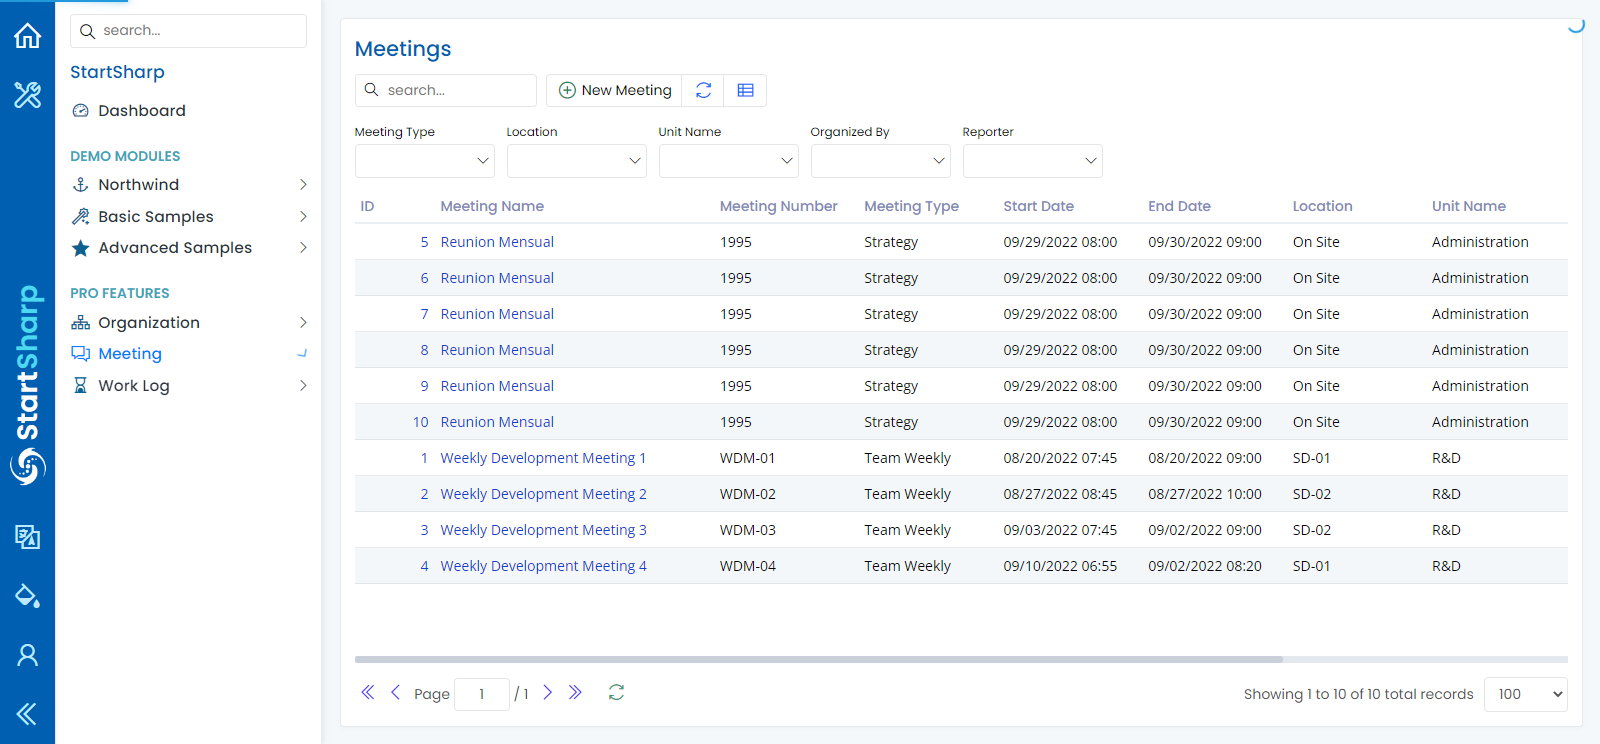 StartSharp
search...
StartSharp
Dashboard
DEMO MODULES
Northwind
Basic Samples
Advanced Samples
PRO FEATURES
Organization
Meeting
Work Log
Meetings
search...
New Meeting
Meeting Type Location Unit Name Organized By Reporter
ID Meeting Name Meeting Number Meeting Type Start Date End Date Location Unit Name
5 Reunion Mensual 1995 Strategy 09/29/2022 08:00 09/30/2022 09:00 On Site Administration
6 Reunion Mensual 1995 Strategy 09/29/2022 08:00 09/30/2022 09:00 On Site Administration
7 Reunion Mensual 1995 Strategy 09/29/2022 08:00 09/30/2022 09:00 On Site Administration
8 Reunion Mensual 1995 Strategy 09/29/2022 08:00 09/30/2022 09:00 On Site Administration
9 Reunion Mensual 1995 Strategy 09/29/2022 08:00 09/30/2022 09:00 On Site Administration
10 Reunion Mensual 1995 Strategy 09/29/2022 08:00 09/30/2022 09:00 On Site Administration
1 Weekly Development Meeting 1 WDM-01 Team Weekly 08/20/2022 07:45 08/20/2022 09:00 SD-01 R&D
2 Weekly Development Meeting 2 WDM-02 Team Weekly 08/27/2022 08:45 08/27/2022 10:00 SD-02 R&D
3 Weekly Development Meeting 3 WDM-03 Team Weekly 09/03/2022 07:45 09/02/2022 09:00 SD-02 R&D
4 Weekly Development Meeting 4 WDM-04 Team Weekly 09/10/2022 06:55 09/02/2022 08:20 SD-01 R&D
Page 1 / 1
Showing 1 to 10 of 10 total records 100